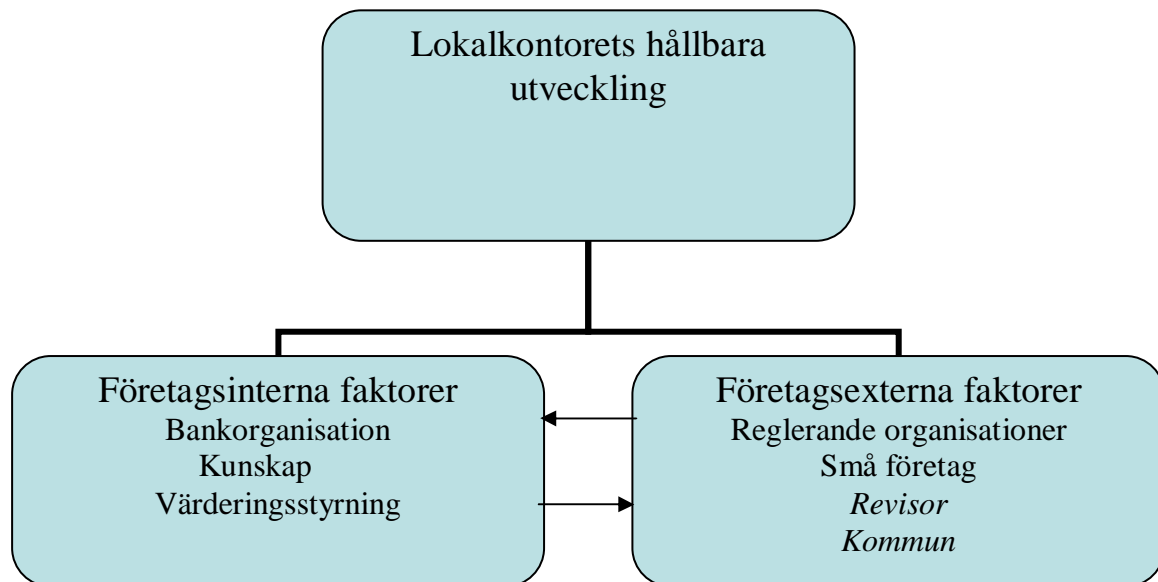 Lokalkontorets hållbara
utveckling
Företagsinterna faktorer
Bankorganisation
Kunskap
Värderingsstyrning
Företagsexterna faktorer
Reglerande organisationer
Små företag
Revisor
Kommun